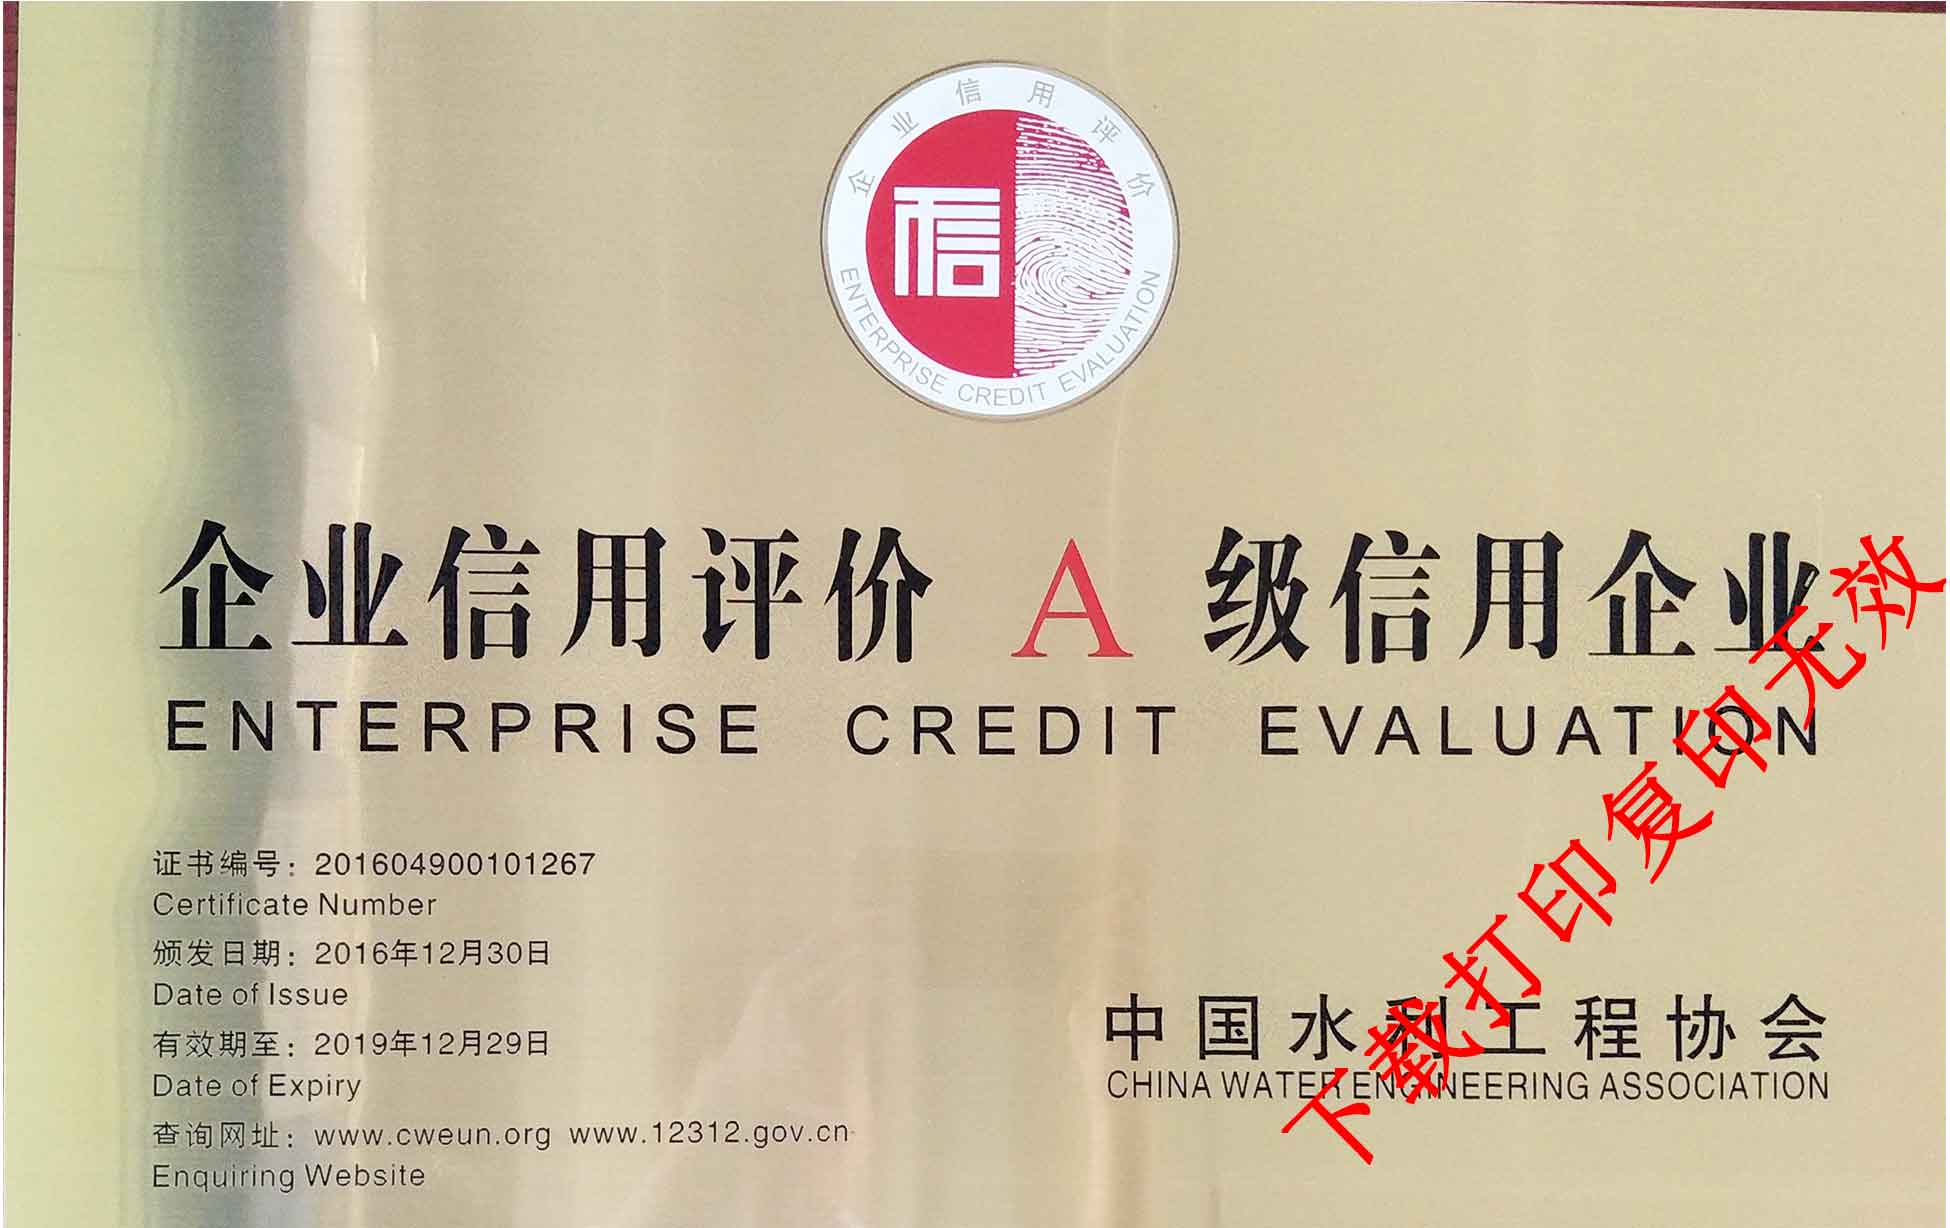 企业信用评价
信
ENTERPRISE CREDIT EVALUATION
企业信用评价 A 级信用企业
ENTERPRISE CREDIT EVALUATION
证书编号：201604900101267
Certificate Number
颁发日期：2016年12月30日
Date of Issue
有效期至：2019年12月29日
Date of Expiry
查询网址：www.cweun.org www.12312.gov.cn
Enquiring Website
中国水利工程协会
CHINA WATER ENGINEERING ASSOCIATION
下载打印复印无效